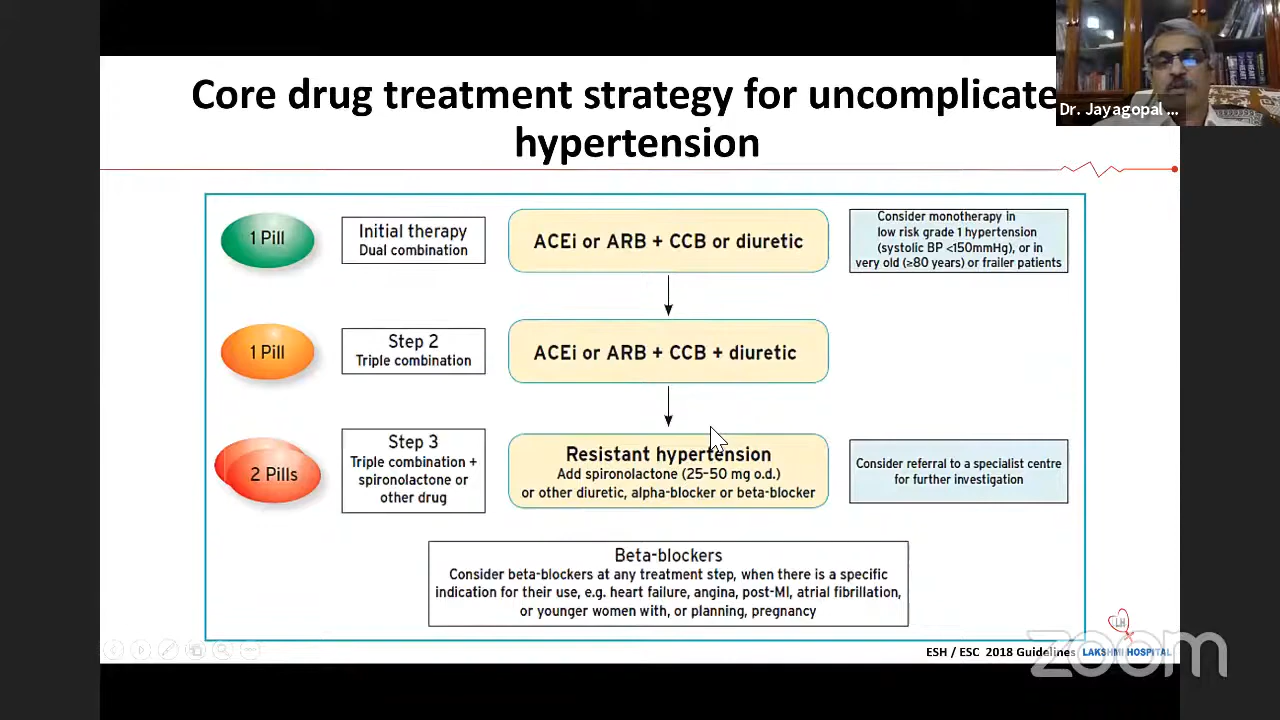 Core drug treatment strategy for uncomplicate
hypertension
Dr. Jayagopal ...
1 Pill
Initial therapy
Dual combination
ACEi or ARB + CCB or diuretic
Consider monotherapy in
low risk grade 1 hypertension
(systolic BP <150mmHg), or in
very old (≥80 years) or frailer patients
1 Pill
Step 2
Triple combination
ACEi or ARB + CCB + diuretic
2 Pills
Step 3
Triple combination +
spironolactone or
other drug
Resistant hypertension
Add spironolactone (25–50 mg o.d.)
or other diuretic, alpha-blocker or beta-blocker
Consider referral to a specialist centre
for further investigation
Beta-blockers
Consider beta-blockers at any treatment step, when there is a specific
indication for their use, e.g. heart failure, angina, post-MI, atrial fibrillation,
or younger women with, or planning, pregnancy
LH
ESH / ESC 2018 Guidelines
LAKSHMI HOSPITAL
zoom